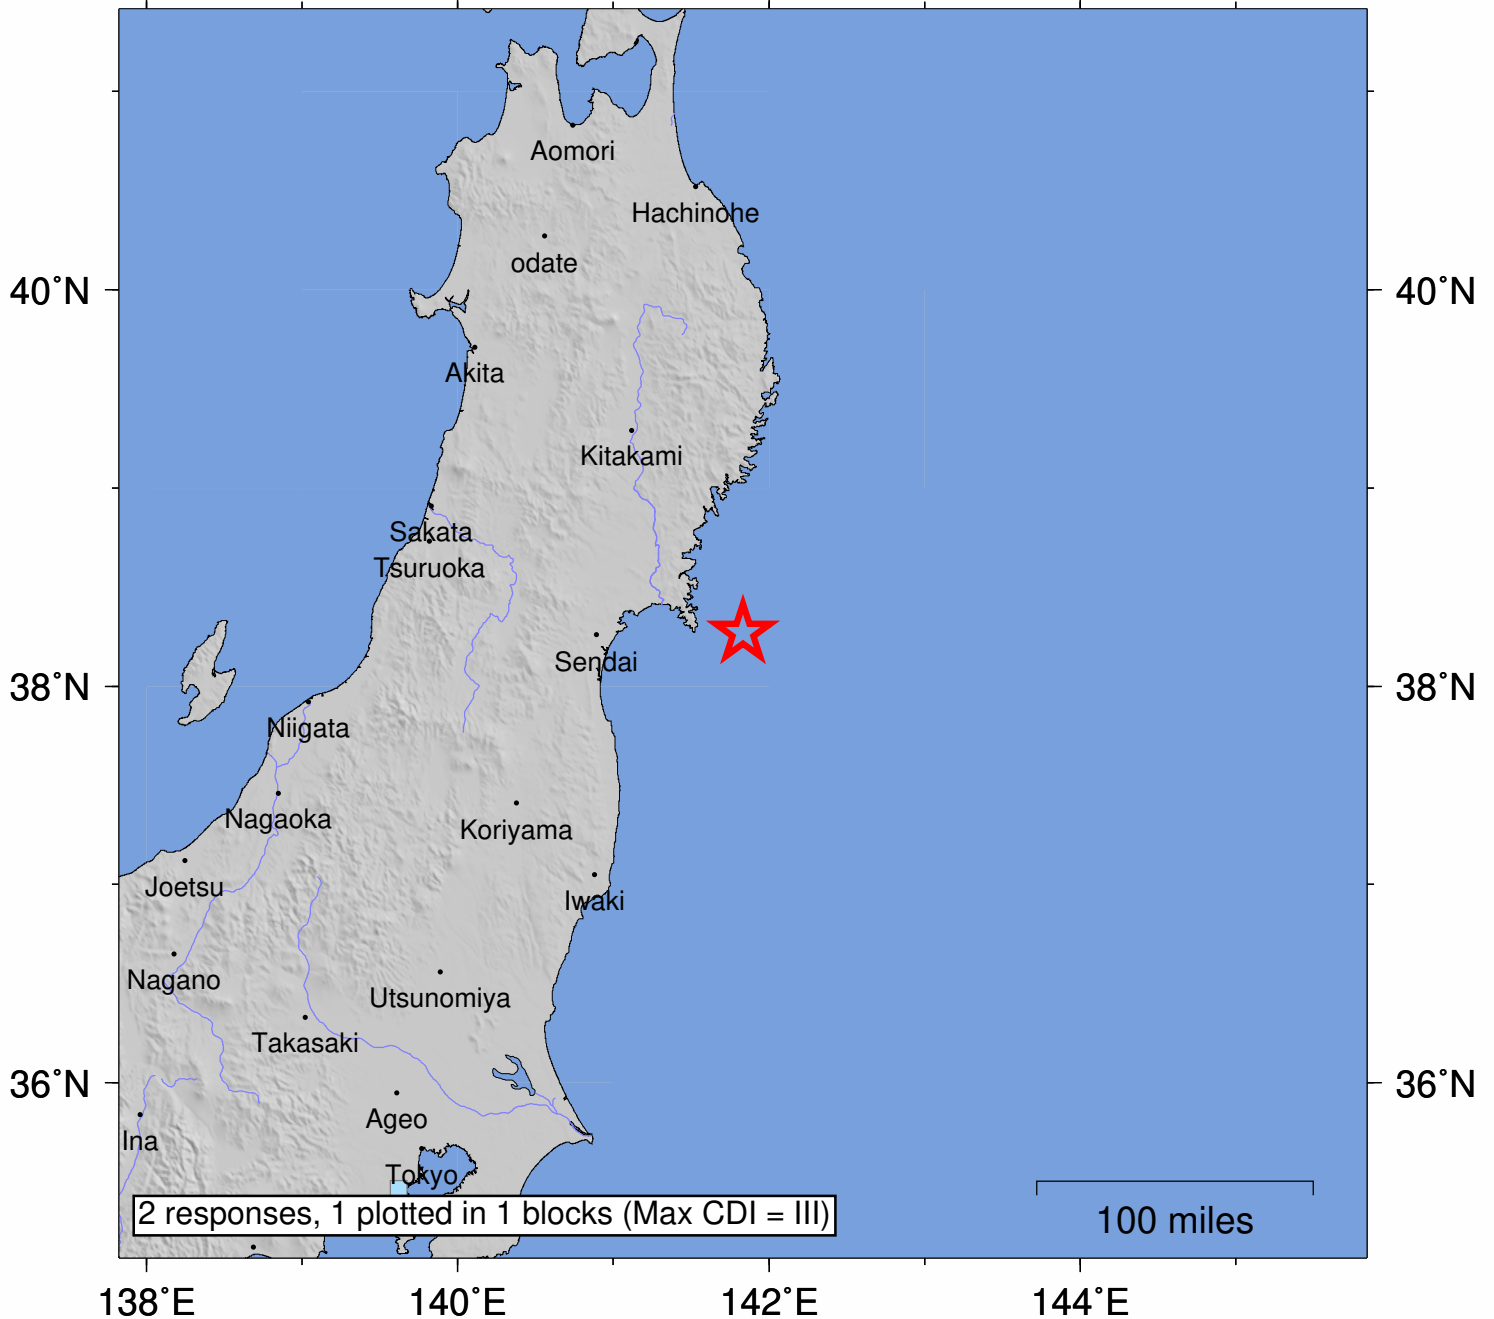 Aomori
Hachinohe
odate
40˚N
40˚N
Akita
Kitakami
Sakata
Tsuruoka
Sendai
38˚N
38˚N
Niigata
Nagaoka
Koriyama
Joetsu
Iwaki
Nagano
Utsunomiya
Takasaki
36˚N
36˚N
Ageo
Ina
Tokyo
2 responses, 1 plotted in 1 blocks (Max CDI = III)
100 miles
138˚E
140˚E
142˚E
144˚E